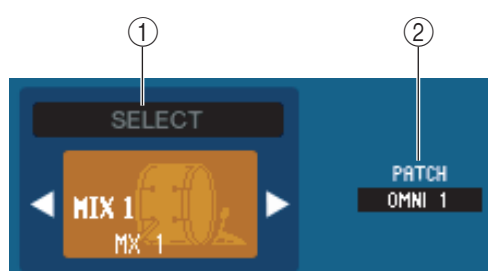 ① ②
SELECT
PATCH
OMNI 1
MIX 1
MX 1